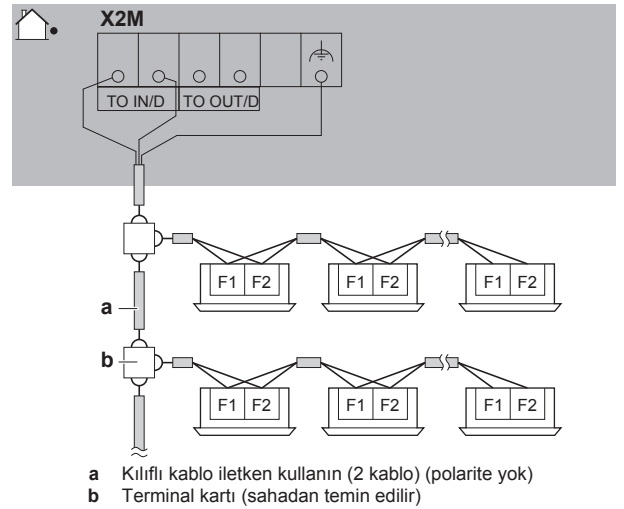 X2M
TO IN/D TO OUT/D
F1 F2 F1 F2 F1 F2
a
b
F1 F2 F1 F2 F1 F2
a Kılıflı kablo iletken kullanın (2 kablo) (polarite yok)
b Terminal kartı (sahadan temin edilir)